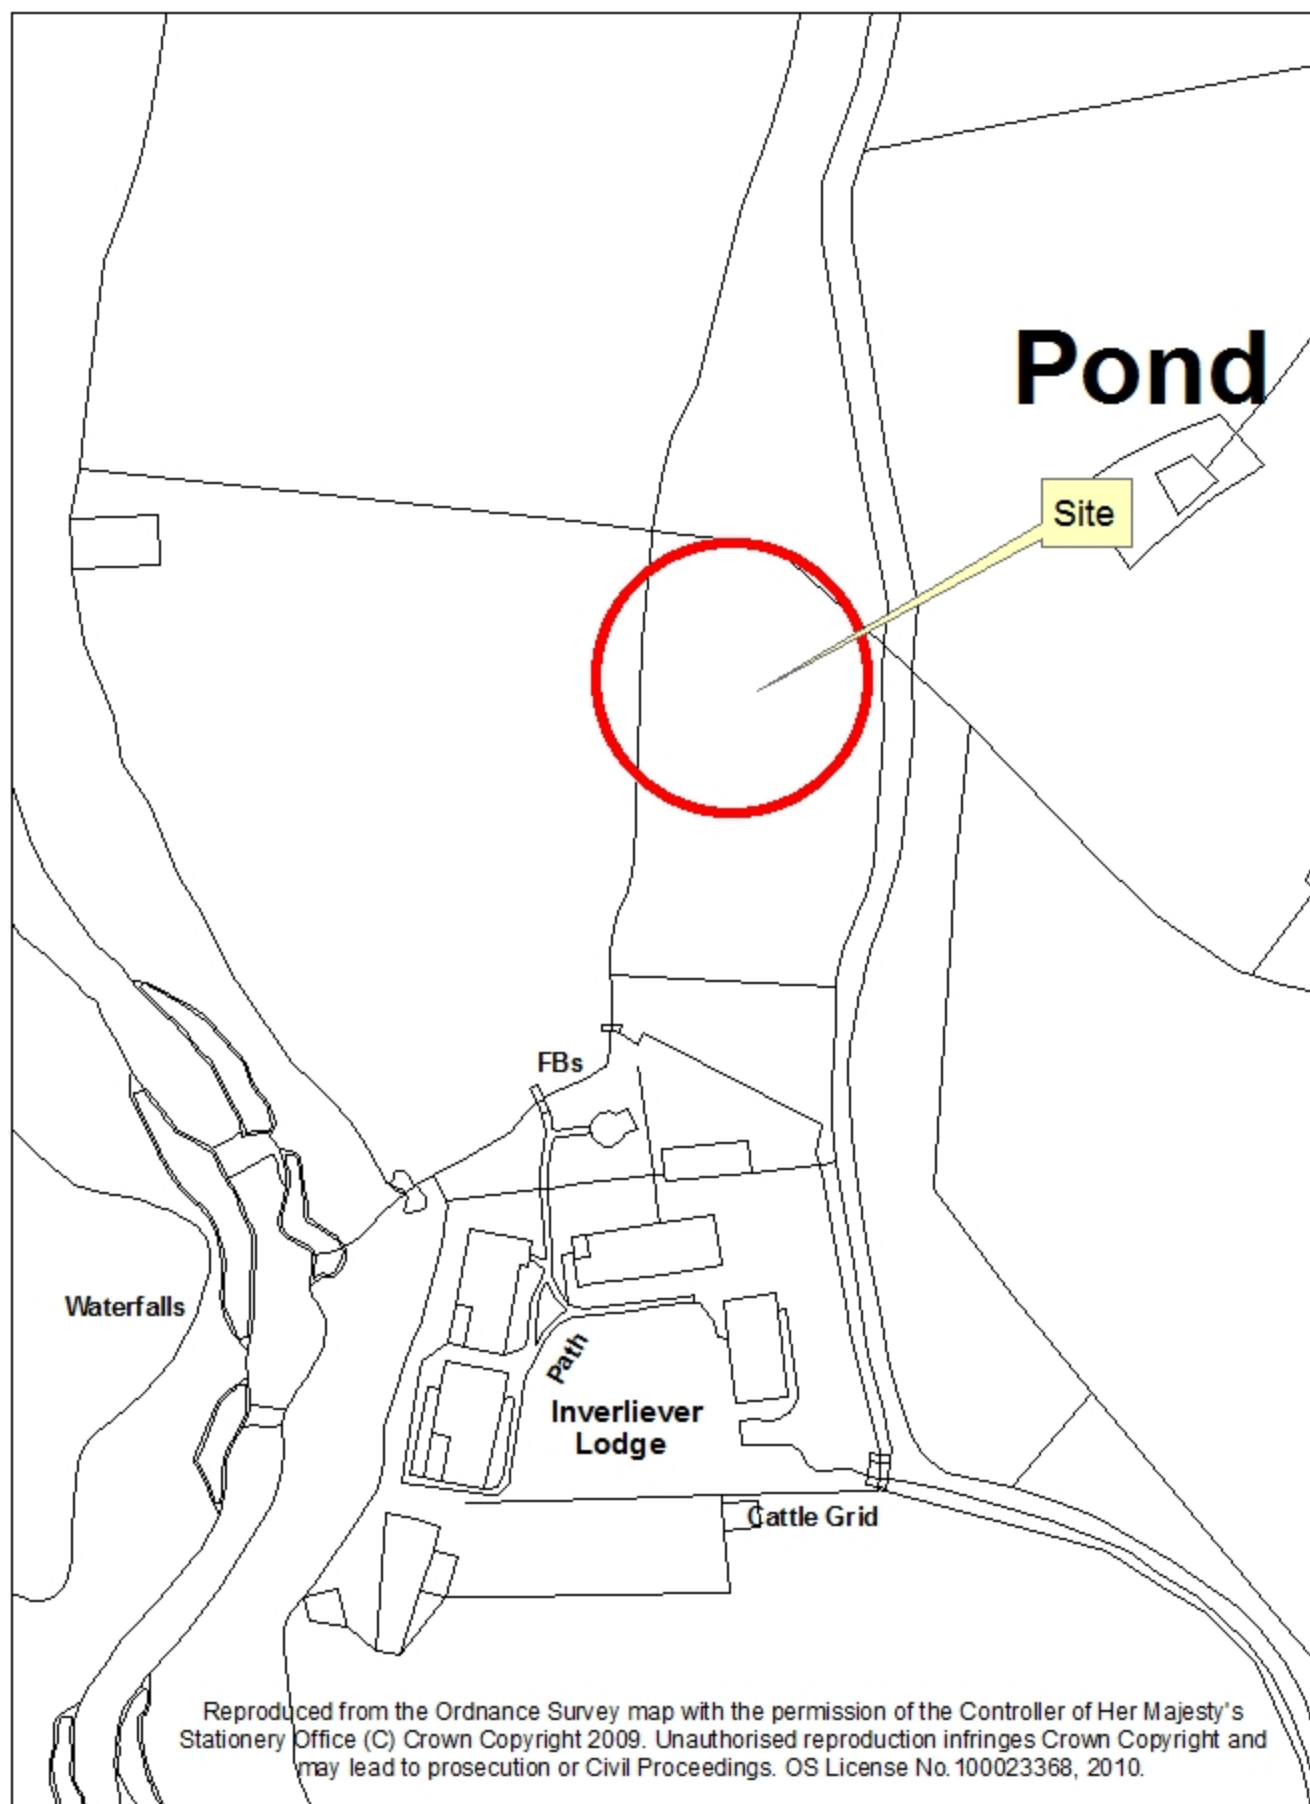 Pond
Site
FBs
Waterfalls
Path
Inverliever
Lodge
Cattle Grid
Reproduced from the Ordnance Survey map with the permission of the Controller of Her Majesty's
Stationery Office (C) Crown Copyright 2009. Unauthorised reproduction infringes Crown Copyright and
may lead to prosecution or Civil Proceedings. OS License No.100023368, 2010.